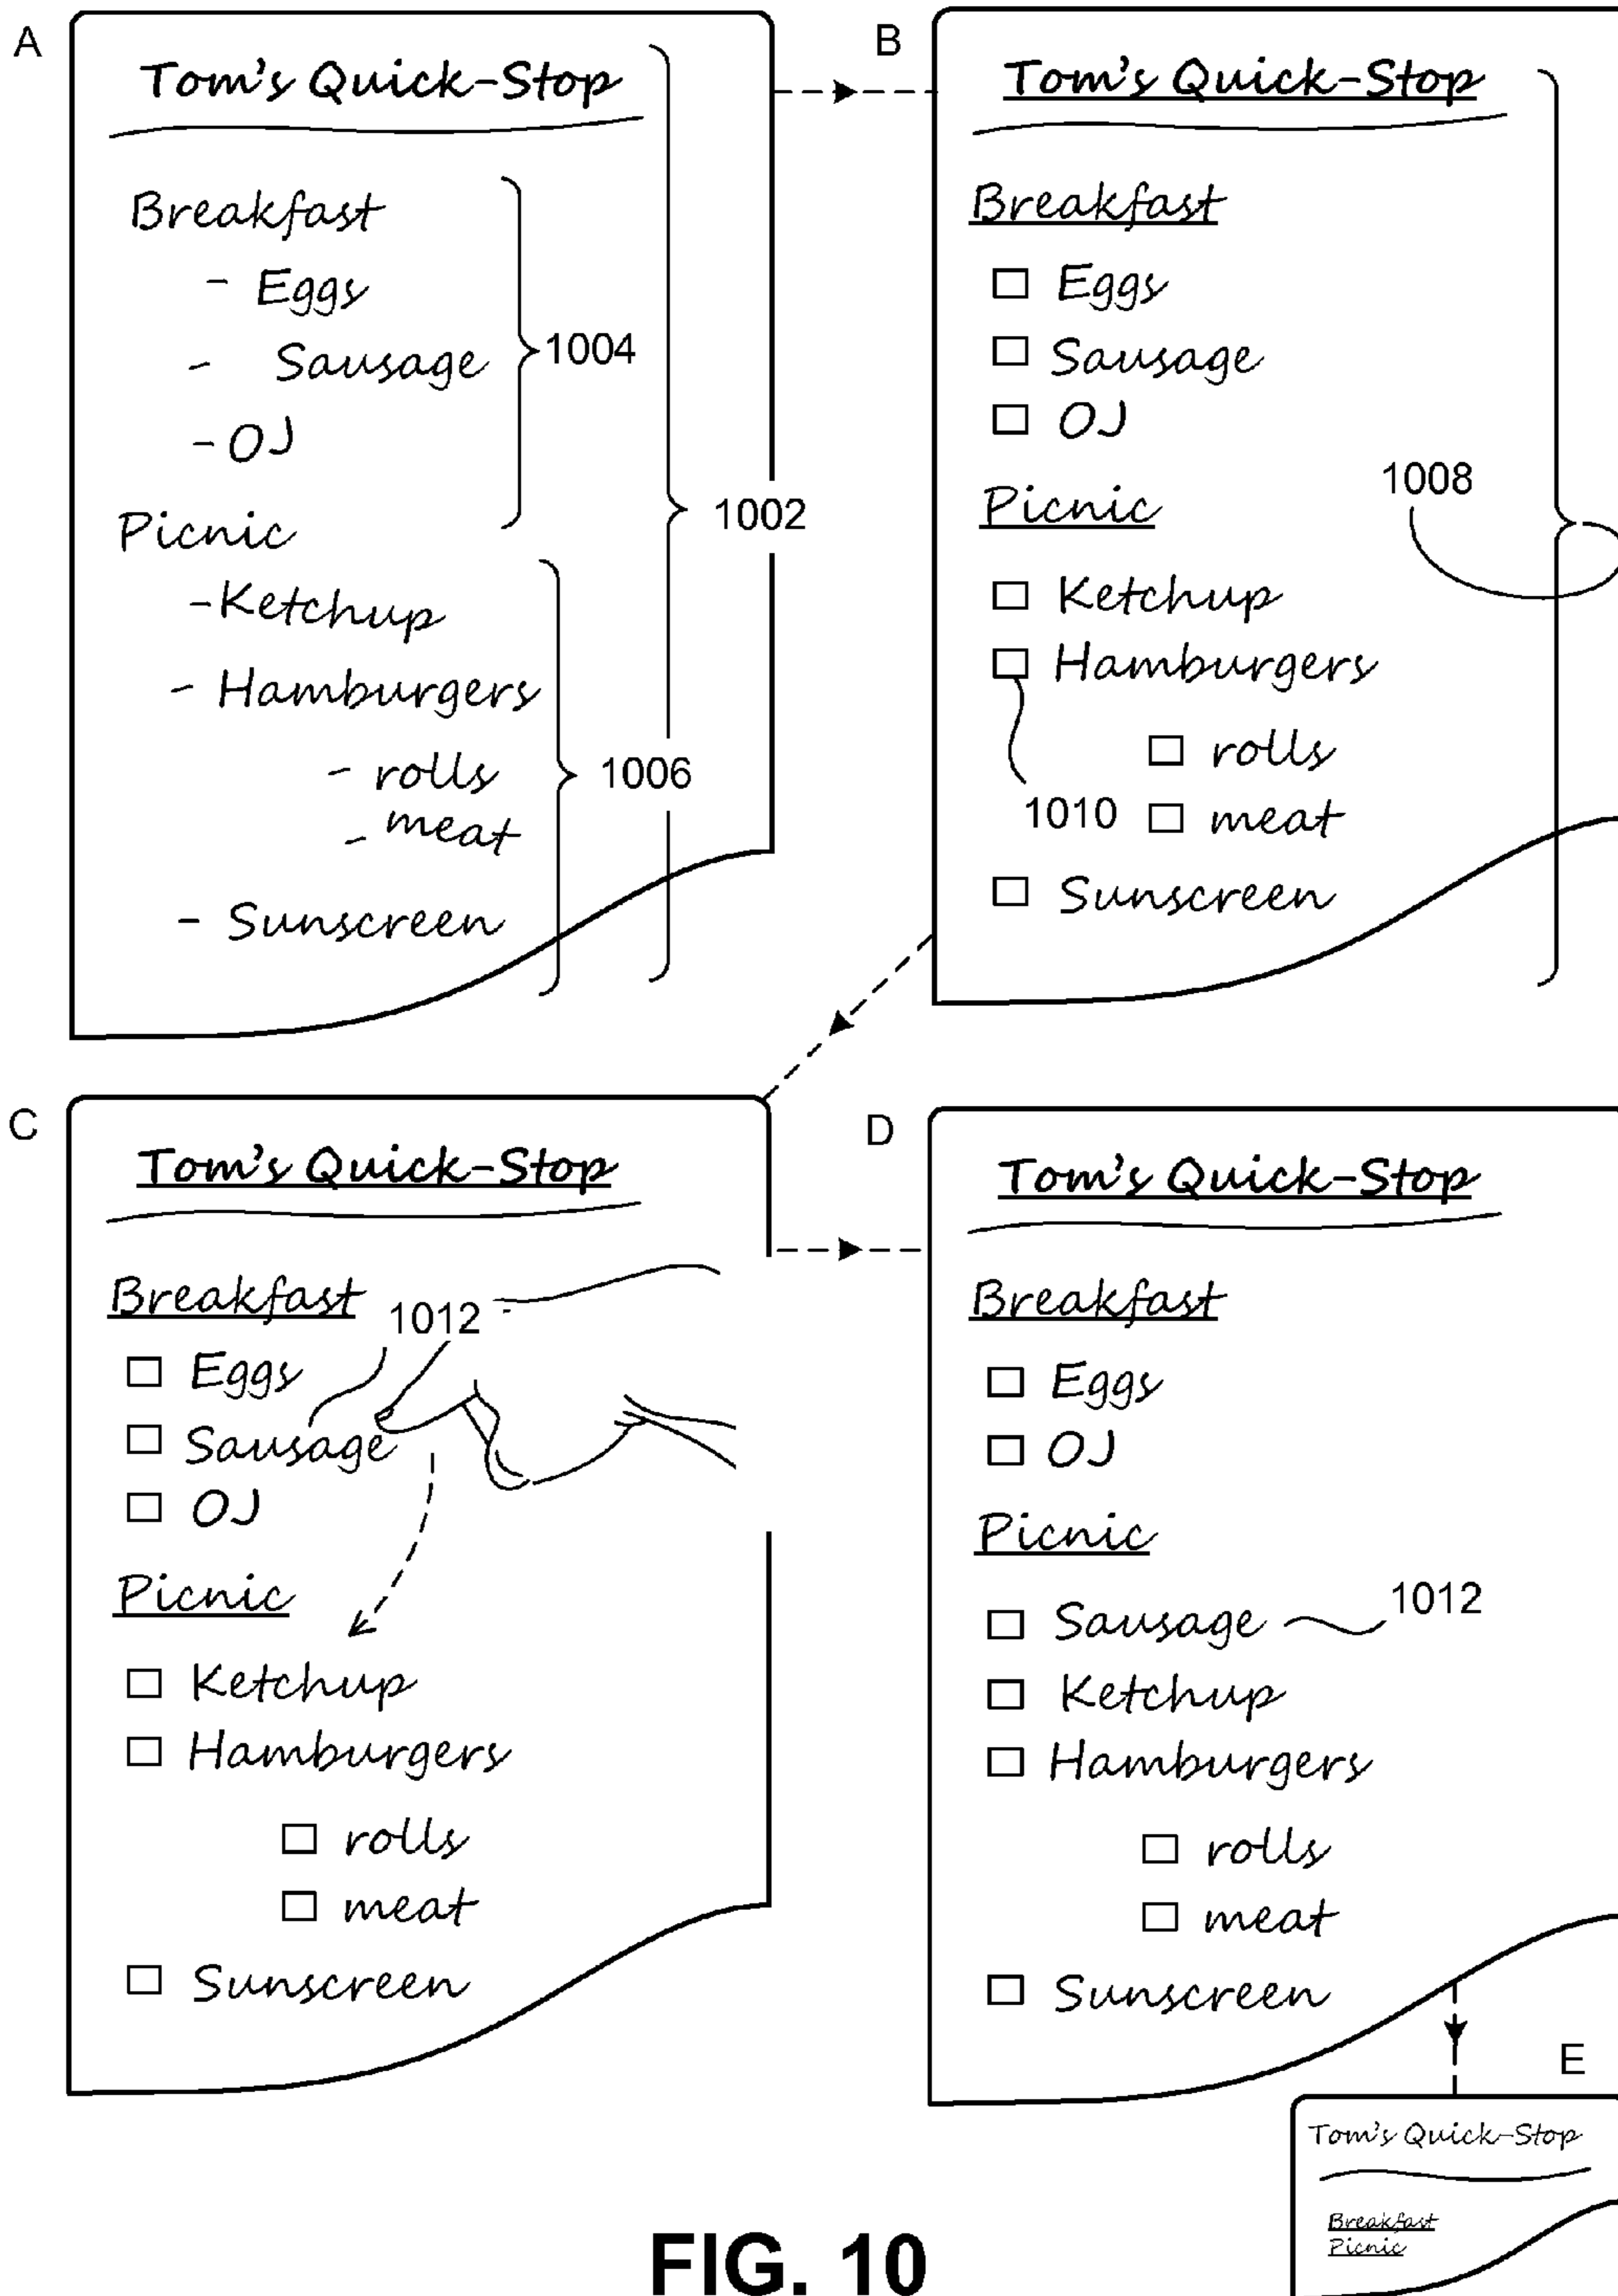 A
Tom's Quick-Stop
Breakfast
- Eggs
- Sausage
- OJ
1004
1002
Picnic
- Ketchup
- Hamburgers
- rolls
- meat
1006
- Sunscreen
B
Tom's Quick-Stop
Breakfast
Eggs
Sausage
OJ
1008
Picnic
Ketchup
Hamburgers
rolls
1010
meat
Sunscreen
C
Tom's Quick-Stop
Breakfast
1012
Eggs
Sausage
OJ
Picnic
Ketchup
Hamburgers
rolls
meat
Sunscreen
D
Tom's Quick-Stop
Breakfast
Eggs
OJ
Picnic
Sausage
1012
Ketchup
Hamburgers
rolls
meat
Sunscreen
E
Tom's Quick-Stop
Breakfast
Picnic
FIG. 10